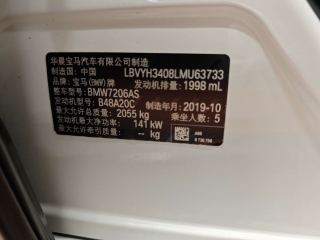 华晨宝马汽车有限公司制造
制造国：中国 LBVYH3408LMU63733
品牌：宝马(BMW)牌 发动机排量：1998 mL
整车型号：BMW7206AS
发动机型号：B48A20C 制造年月：2019-10
最大允许总质量：2055 kg 乘坐人数：5
发动机最大净功率：141 kW
最大允许牵引质量：-- kg